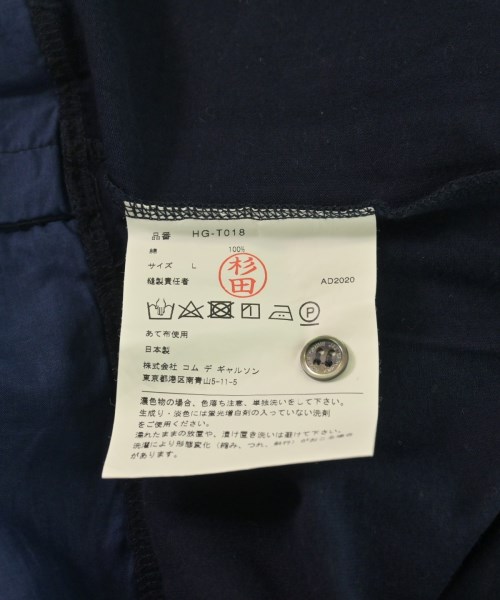 品番 HG-T018
綿 100%
サイズ L
縫製責任者 杉田 AD2020
あて布使用
日本製
株式会社 コム デ ギャルソン
東京都港区南青山5-11-5
濃色物の場合、色落ち注意、単独洗いをして下さい。
生成り・淡色には蛍光増白剤の入っていない洗剤
をご使用ください。
濡れたままの放置や、漬け置き洗いは避けて下さい。
洗濯により形態変化(縮み、つれ、斜行)がおこる場合
があります。